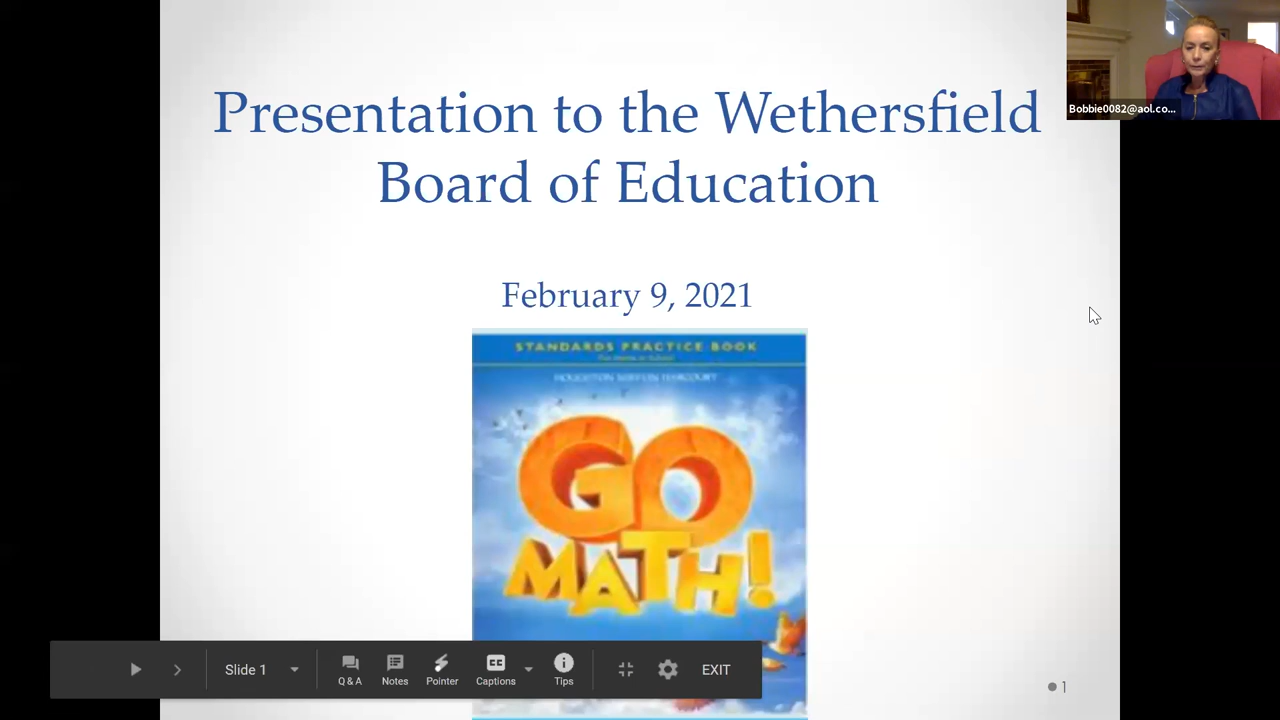 Presentation to the Wethersfield
Board of Education
Bobbie0082@aol.co...
February 9, 2021
STANDARDS PRACTICE BOOK
HOUGHTON MIFFLIN HARCOURT
GO
MATH!
Slide 1
Q & A
Notes
Pointer
CC
Captions
Tips
EXIT
1